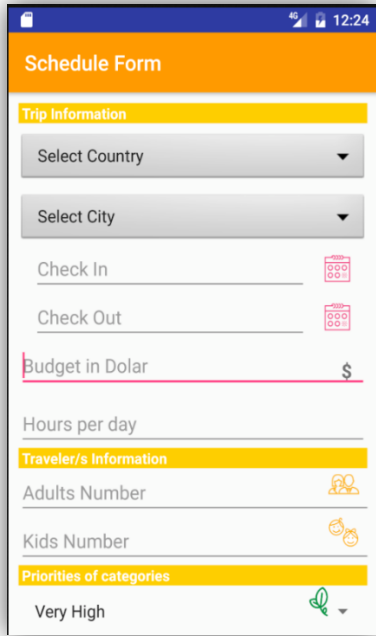 4G 12:24
Schedule Form
Trip Information
Select Country
Select City
Check In
Check Out
Budget in Dolar $
Hours per day
Traveler/s Information
Adults Number
Kids Number
Priorities of categories
Very High